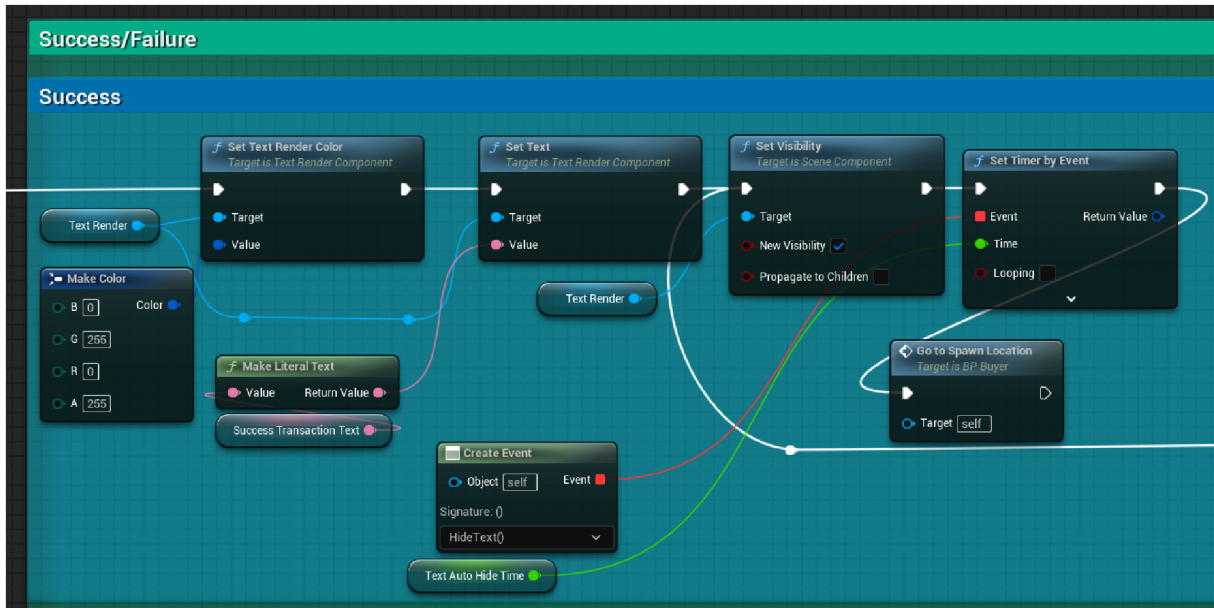 Success/Failure
Success
Set Text Render Color
Target is Text Render Component
Target
Value
Text Render
Make Color
B 0
Color
G 255
R 0
A 255
Set Text
Target is Text Render Component
Target
Value
Make Literal Text
Value
Return Value
Success Transaction Text
Set Visibility
Target is Scene Component
Target
New Visibility
Propagate to Children
Text Render
Set Timer by Event
Event
Return Value
Time
Looping
Go to Spawn Location
Target is BP Buyer
Target self
Create Event
Object self
Event
Signature: ()
HideText()
Text Auto Hide Time